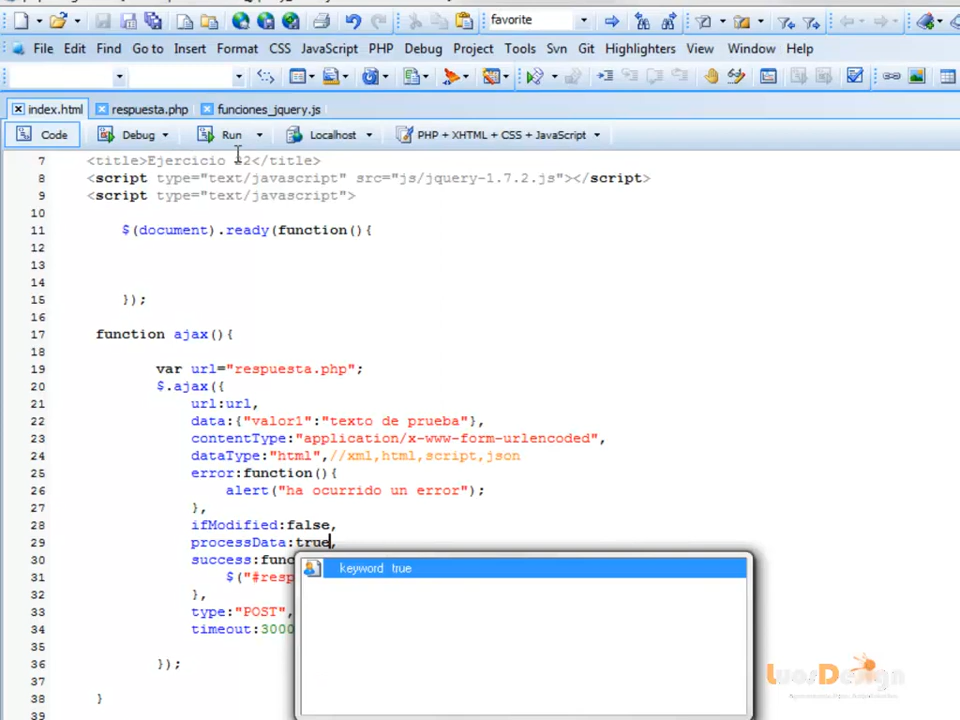 favorite
File Edit Find Go to Insert Format CSS JavaScript PHP Debug Project Tools Svn Git Highlighters View Window Help
index.html respuesta.php funciones_jquery.js
Code Debug Run Localhost PHP + XHTML + CSS + JavaScript
7 <title>Ejercicio 22</title>
8 <script type="text/javascript" src="js/jquery-1.7.2.js"></script>
9 <script type="text/javascript">
10
11 $(document).ready(function(){
12
13
14
15 });
16
17 function ajax(){
18
19 var url="respuesta.php";
20 $.ajax({
21 url:url,
22 data:{"valor1":"texto de prueba"},
23 contentType:"application/x-www-form-urlencoded",
24 dataType:"html",//xml,html,script,json
25 error:function(){
26 alert("ha ocurrido un error");
27 },
28 ifModified:false,
29 processData:true,
30 success:func
31 $("#resp
32 },
33 type:"POST",
34 timeout:3000
35
36 });
37
38 }
39
keyword true
LuosDesign